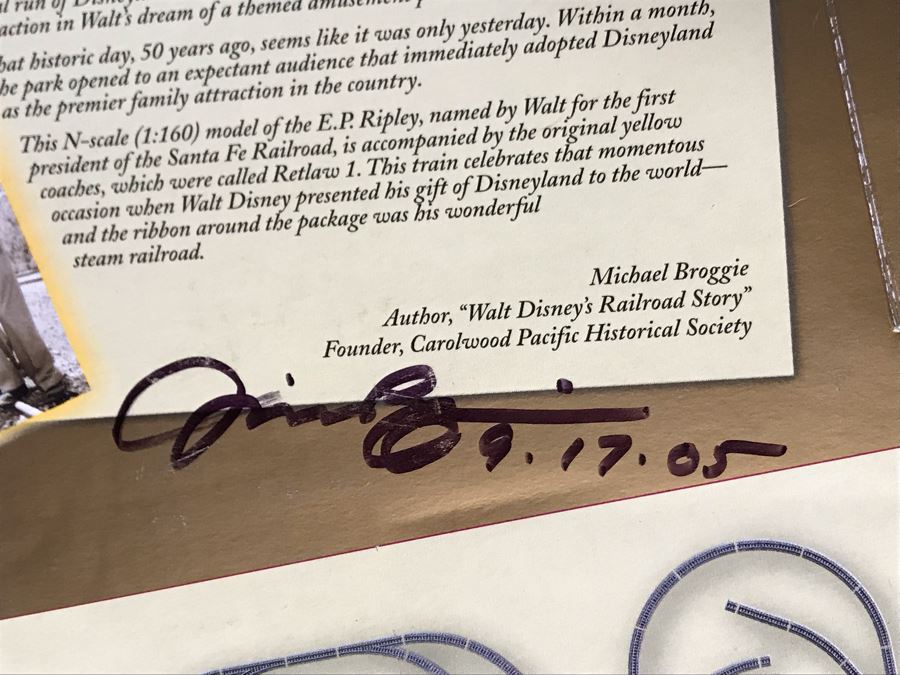 action in Walt's dream of a themed
hat historic day, 50 years ago, seems like it was only yesterday. Within a month,
he park opened to an expectant audience that immediately adopted Disneyland
as the premier family attraction in the country.
This N-scale (1:160) model of the E.P. Ripley, named by Walt for the first
president of the Santa Fe Railroad, is accompanied by the original yellow
coaches, which were called Retlaw 1. This train celebrates that momentous
occasion when Walt Disney presented his gift of Disneyland to the world—
and the ribbon around the package was his wonderful
steam railroad.
Michael Broggie
Author, "Walt Disney's Railroad Story"
Founder, Carolwood Pacific Historical Society
9.17.05